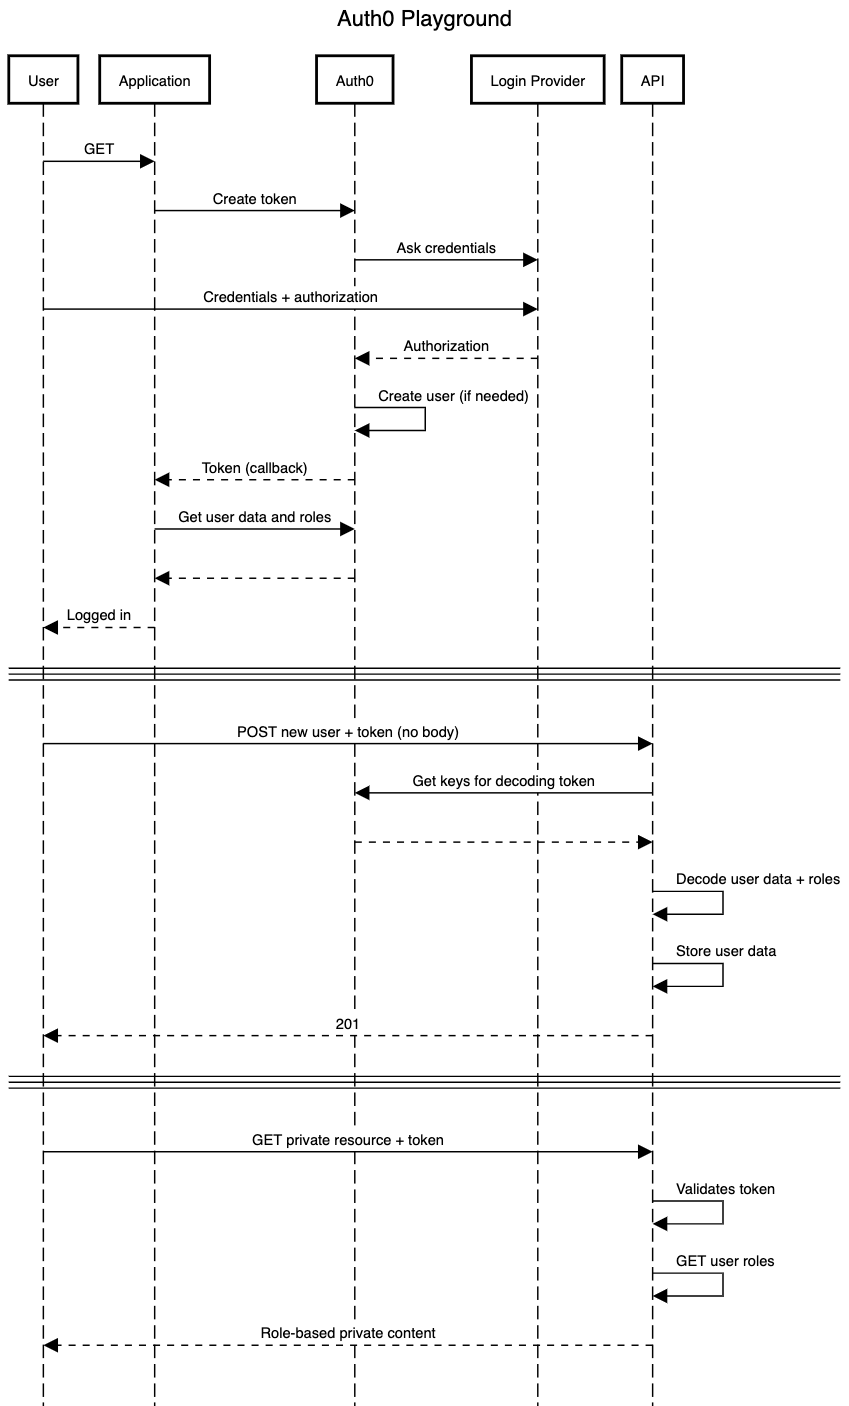 Auth0 Playground
User
Application
Auth0
Login Provider
API
GET
Create token
Ask credentials
Credentials + authorization
Authorization
Create user (if needed)
Token (callback)
Get user data and roles
Logged in
POST new user + token (no body)
Get keys for decoding token
Decode user data + roles
Store user data
201
GET private resource + token
Validates token
GET user roles
Role-based private content